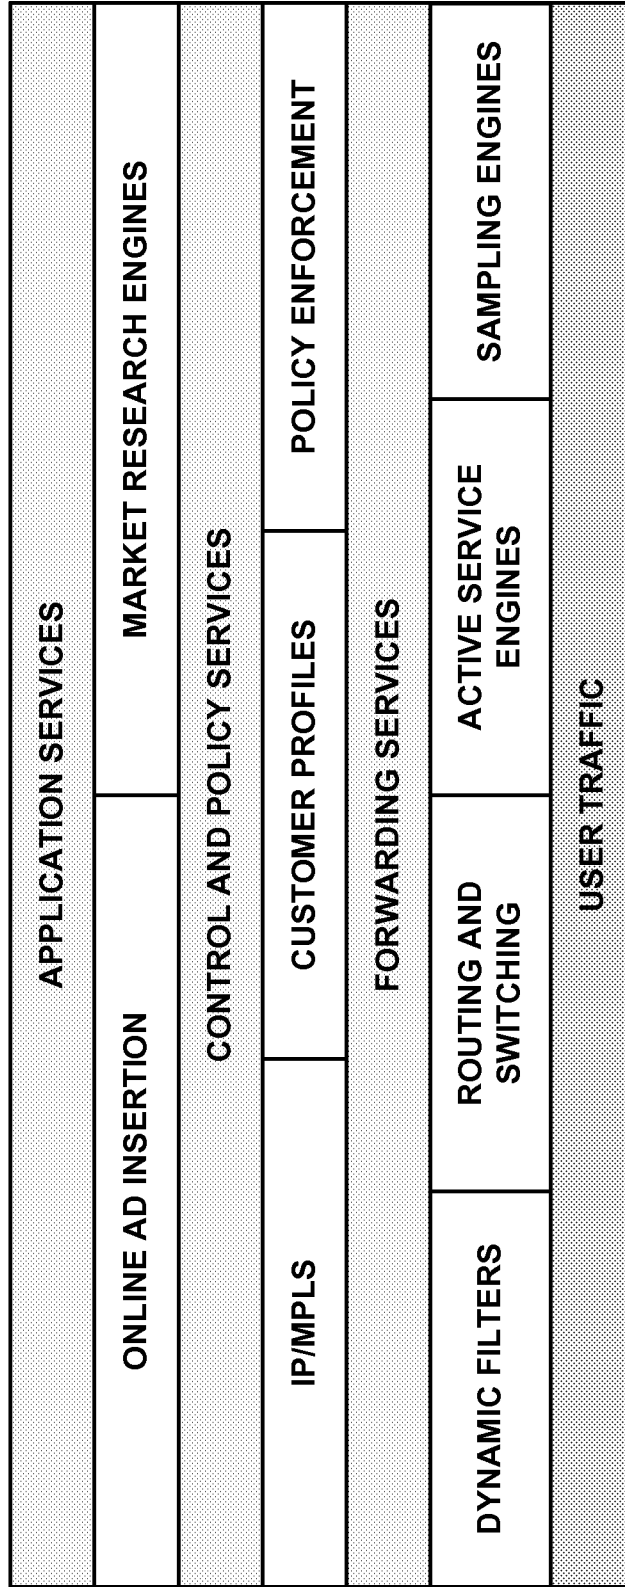 APPLICATION SERVICES
ONLINE AD INSERTION
MARKET RESEARCH ENGINES
CONTROL AND POLICY SERVICES
IP/MPLS
CUSTOMER PROFILES
POLICY ENFORCEMENT
FORWARDING SERVICES
DYNAMIC FILTERS
ROUTING AND
SWITCHING
ACTIVE SERVICE
ENGINES
SAMPLING ENGINES
USER TRAFFIC